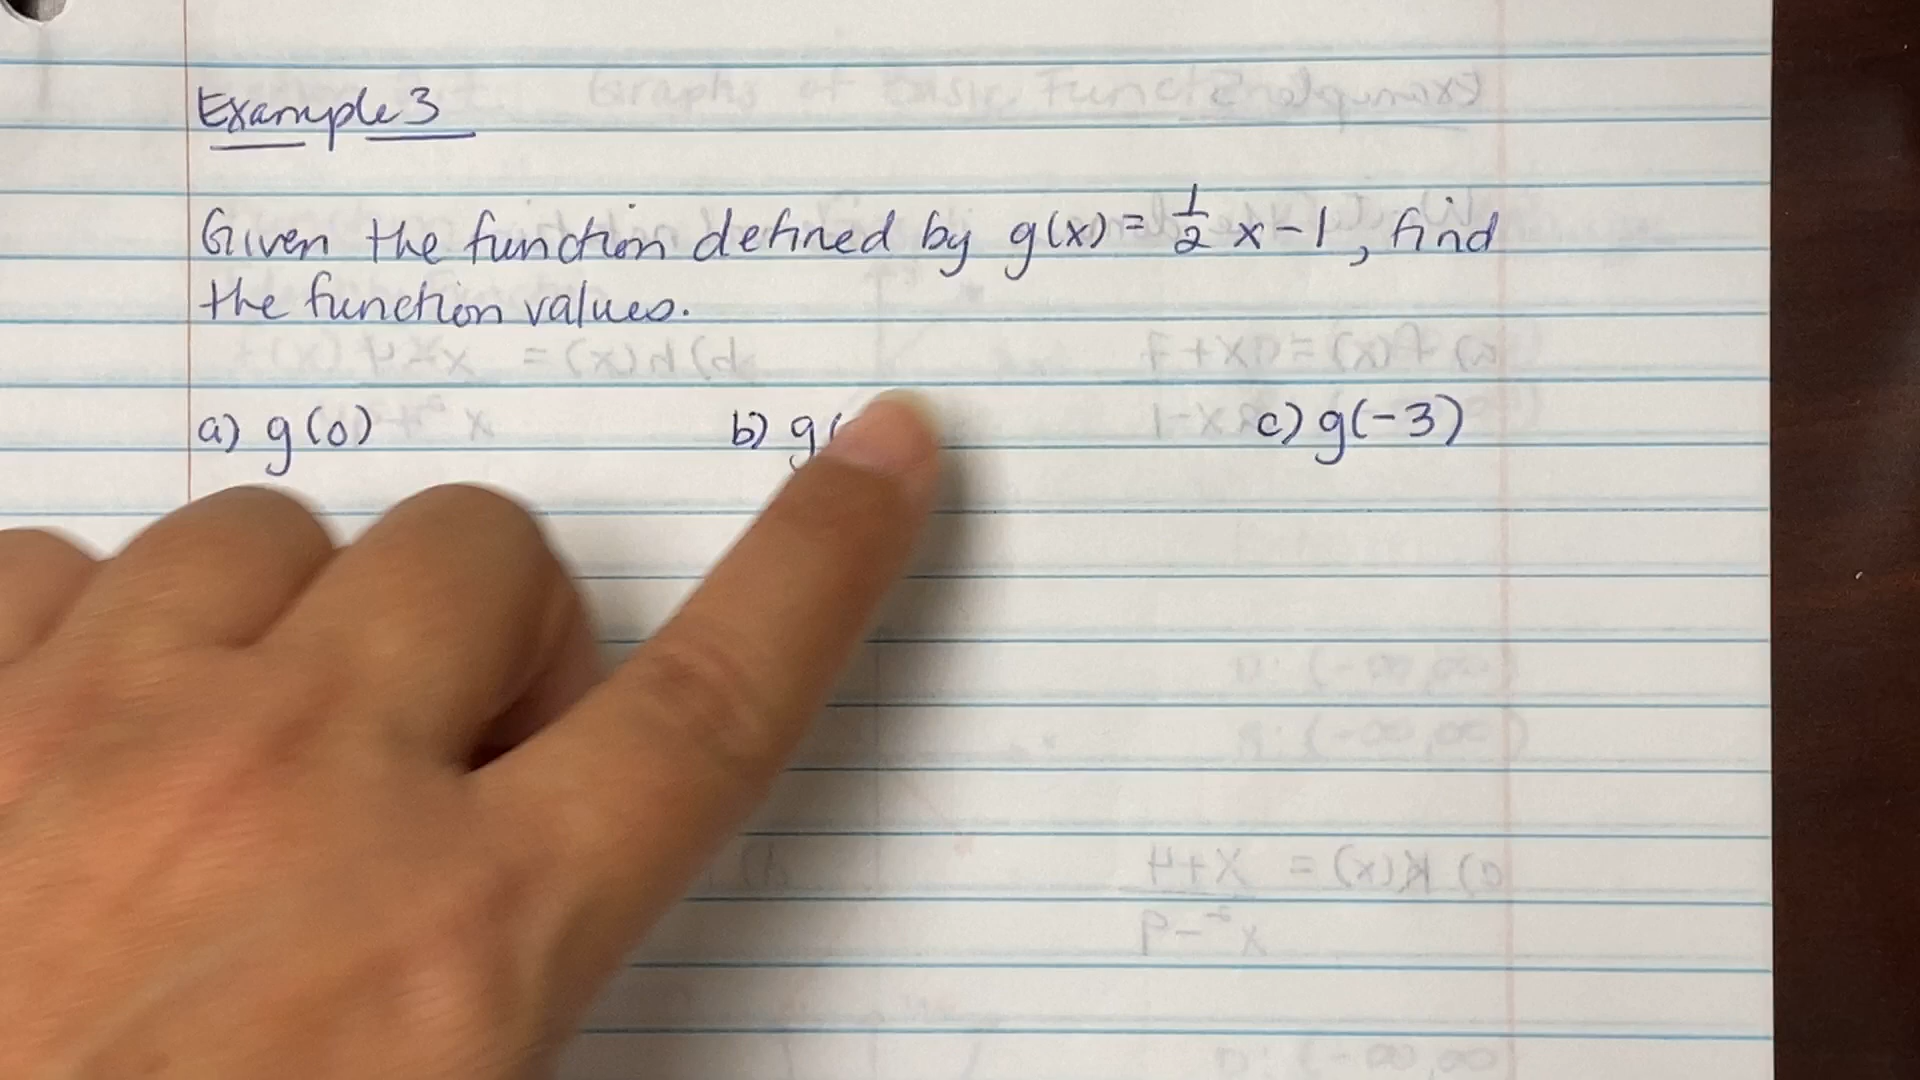 Example 3
Given the function defined by g(x) = 1/2 x - 1, find
the function values.
a) g(0) b) g( c) g(-3)